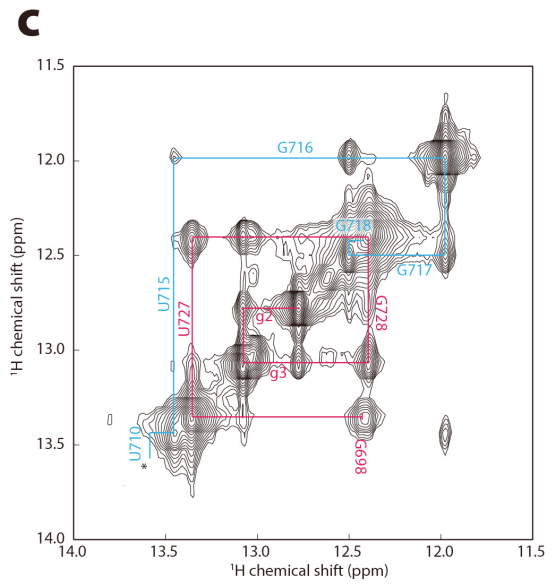 C
11.5
12.0
12.5
13.0
13.5
14.0
¹H chemical shift (ppm)
G716
G718
G717
U715
U727
G728
g2
g3
U710
G698
*
14.0 13.5 13.0 12.5 12.0 11.5
¹H chemical shift (ppm)